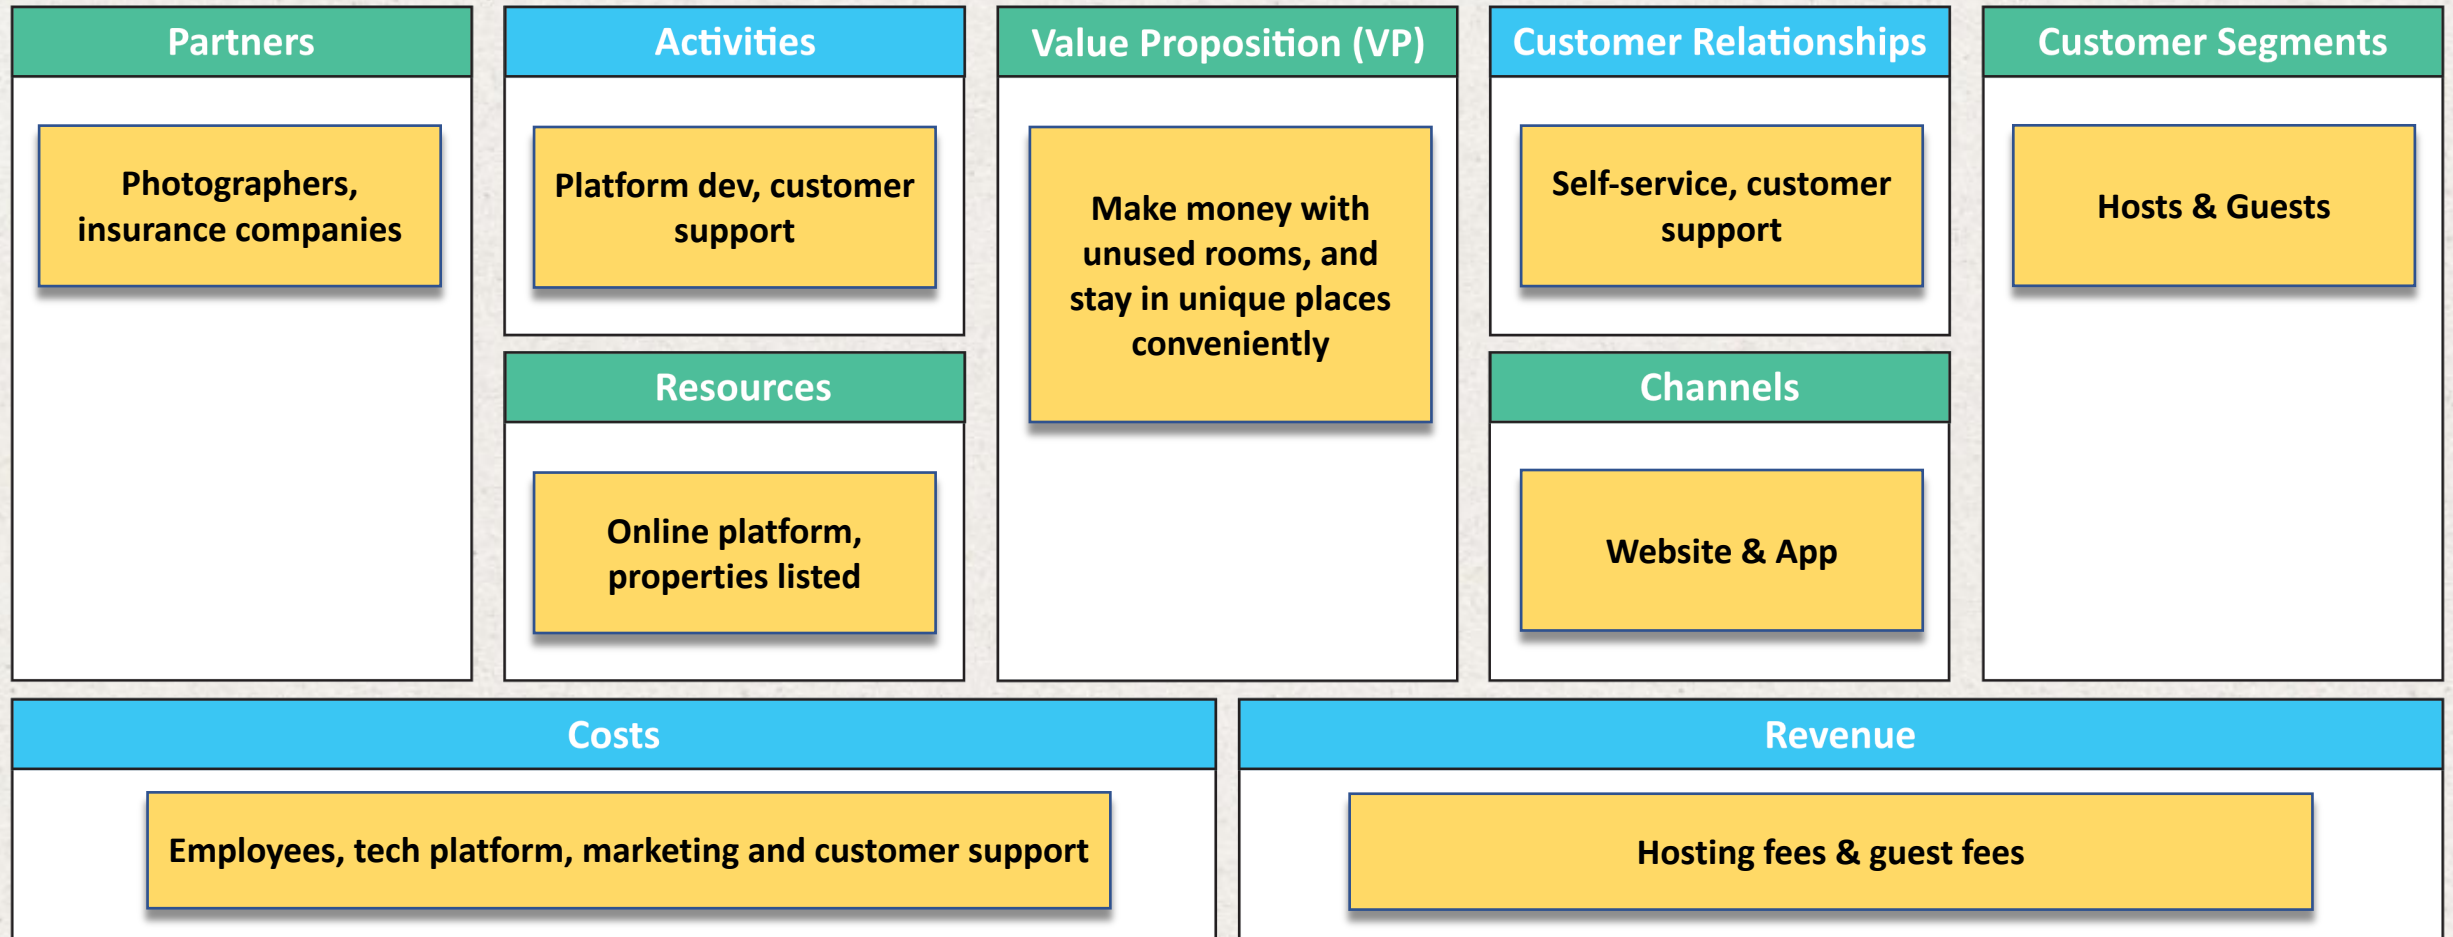 Partners
Photographers,
insurance companies
Activities
Platform dev, customer
support
Resources
Online platform,
properties listed
Value Proposition (VP)
Make money with
unused rooms, and
stay in unique places
conveniently
Customer Relationships
Self-service, customer
support
Channels
Website & App
Customer Segments
Hosts & Guests
Costs
Employees, tech platform, marketing and customer support
Revenue
Hosting fees & guest fees